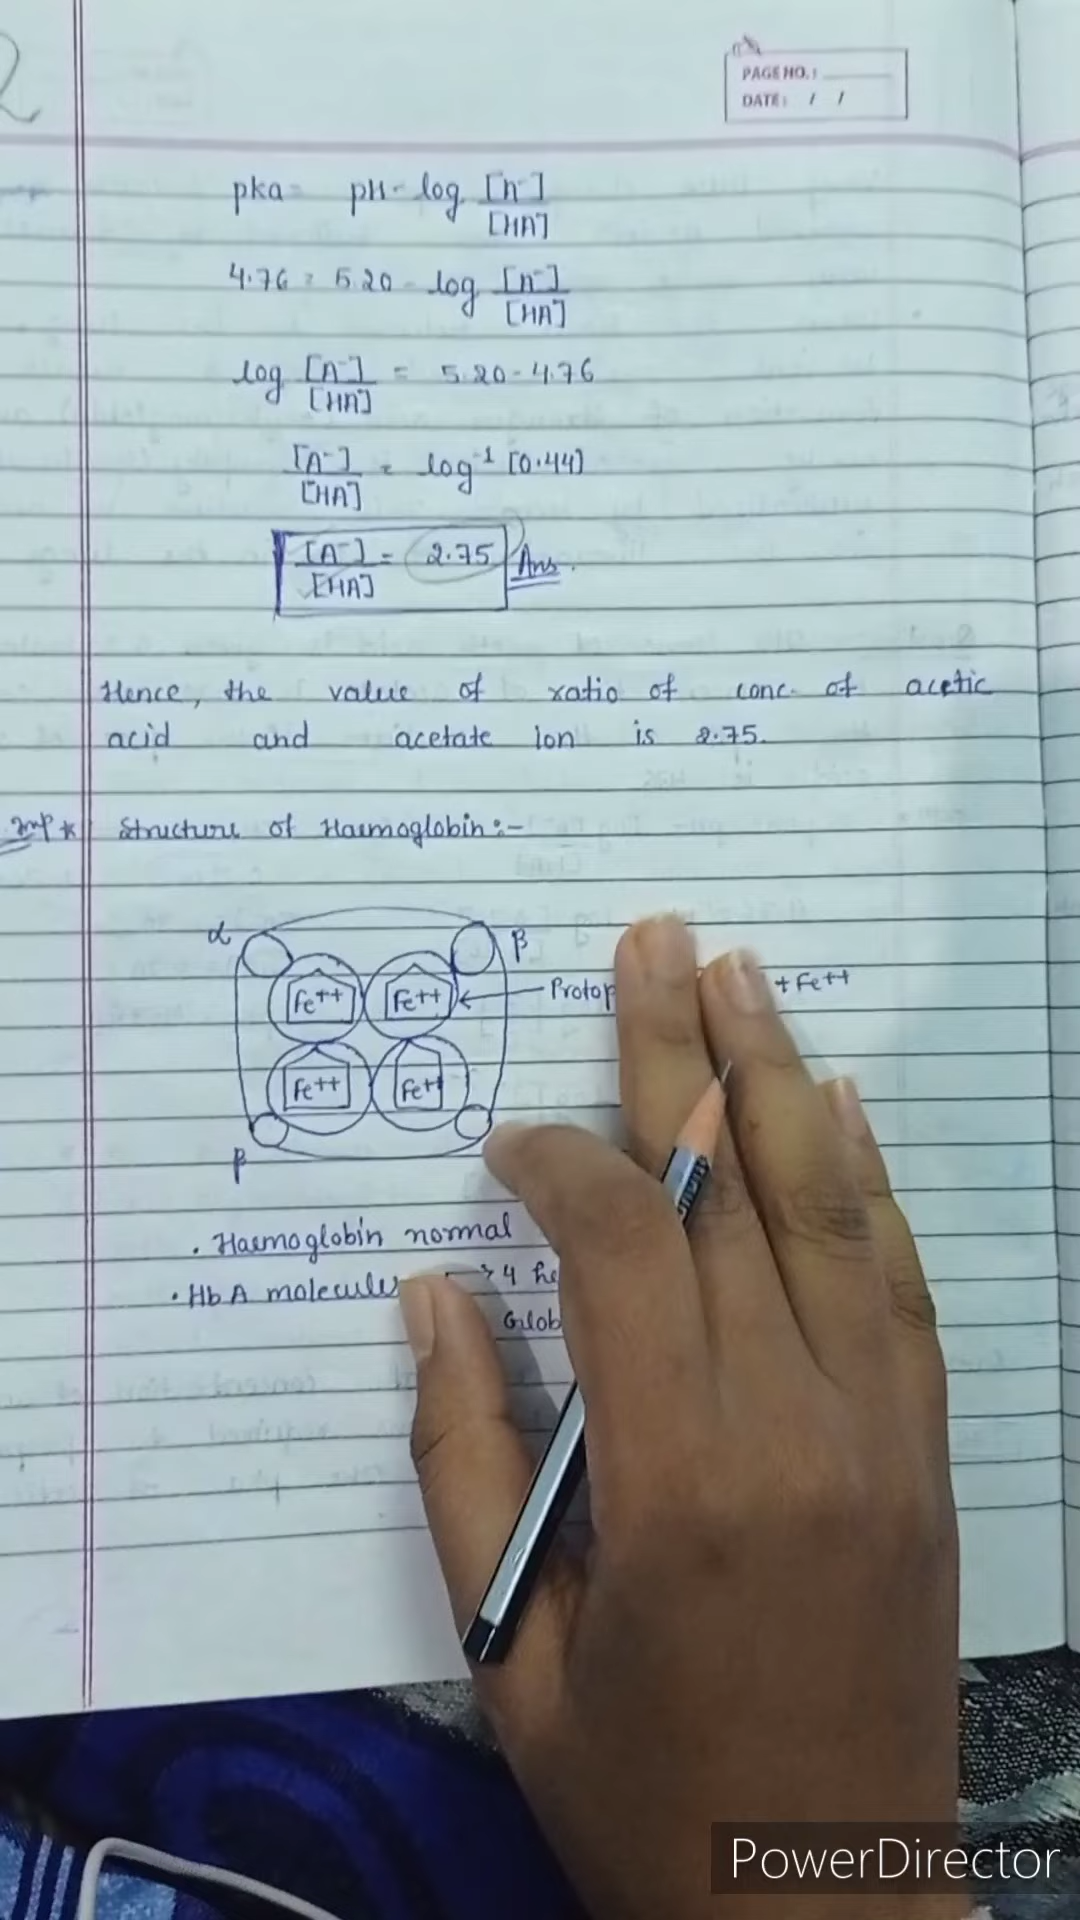 PAGE NO.:
DATE: / /
pka = pH - log [A-]
[HA]
4.76 = 5.20 - log [A-]
[HA]
log [A-] = 5.20 - 4.76
[HA]
[A-] = log-1 [0.44]
[HA]
[A-] = 2.75 Ans.
[HA]
Hence, the value of ratio of conc. of acetic
acid and acetate ion is 2.75.
Imp * Structure of Haemoglobin :-
α β
Fe++ Fe++ ← Protop + Fe++
Fe++ Fe++
β
. Haemoglobin normal
. Hb A molecules → 4 he
Glob
PowerDirector